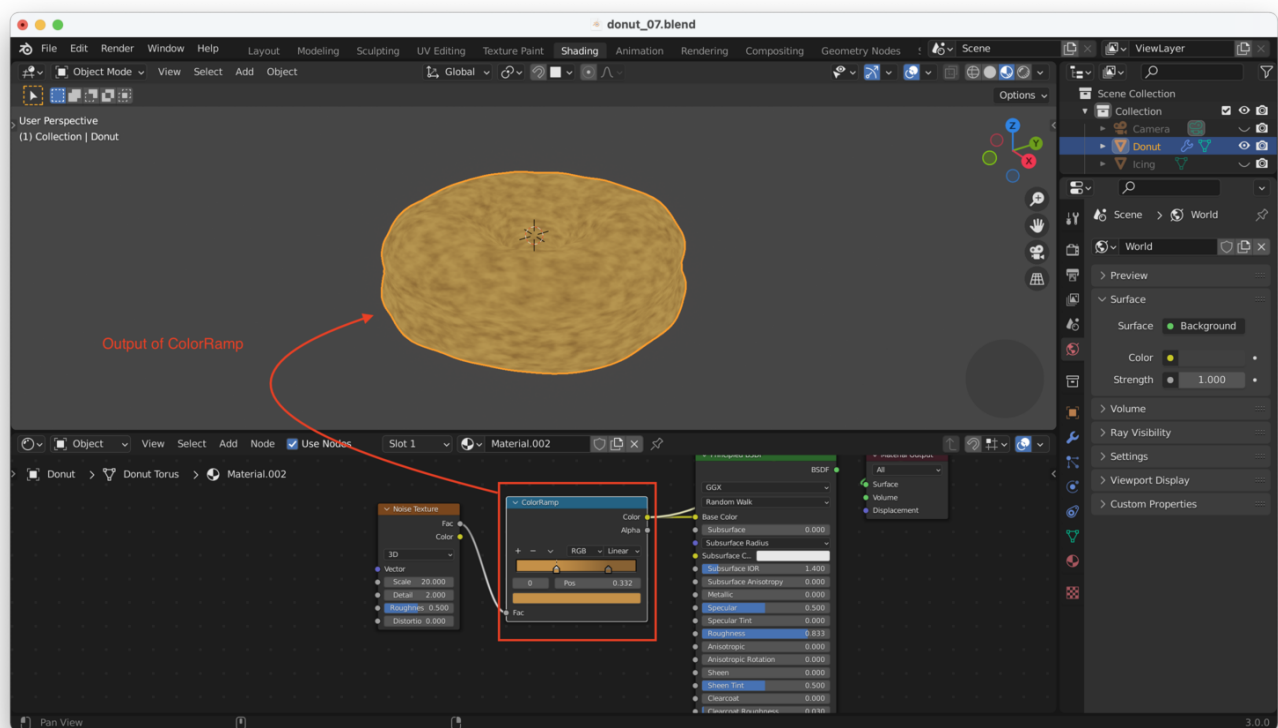 donut_07.blend
File Edit Render Window Help Layout Modeling Sculpting UV Editing Texture Paint Shading Animation Rendering Compositing Geometry Nodes Scene ViewLayer
Object Mode View Select Add Object Global
Options
User Perspective
(1) Collection | Donut
X
Y
Z
Scene Collection
Collection
Camera
Donut
Icing
Scene > World
World
Preview
Surface
Surface Background
Color
Strength 1.000
Volume
Ray Visibility
Settings
Viewport Display
Custom Properties
Output of ColorRamp
Object View Select Add Node Use Nodes Slot 1 Material.002
Donut > Donut Torus > Material.002
Noise Texture
Fac
Color
3D
Vector
Scale 20.000
Detail 2.000
Roughnes 0.500
Distortio 0.000
ColorRamp
Color
Alpha
+ − RGB Linear
0 Pos 0.332
Fac
Principled BSDF
BSDF
GGX
Random Walk
Base Color
Subsurface 0.000
Subsurface Radius
Subsurface C...
Subsurface IOR 1.400
Subsurface Anisotropy 0.000
Metallic 0.000
Specular 0.500
Specular Tint 0.000
Roughness 0.833
Anisotropic 0.000
Anisotropic Rotation 0.000
Sheen 0.000
Sheen Tint 0.500
Clearcoat 0.000
Clearcoat Roughness 0.030
Material Output
All
Surface
Volume
Displacement
Pan View
3.0.0